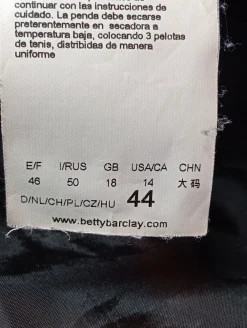 continuar con las instrucciones de
cuidado. La penda debe secarse
preterentemente en secadora a
temperatura baja, colocando 3 pelotas
de tenis, distribidas de manera
uniforme
E/F I/RUS GB USA/CA CHN
46 50 18 14 大码
D/NL/CH/PL/CZ/HU 44
www.bettybarclay.com